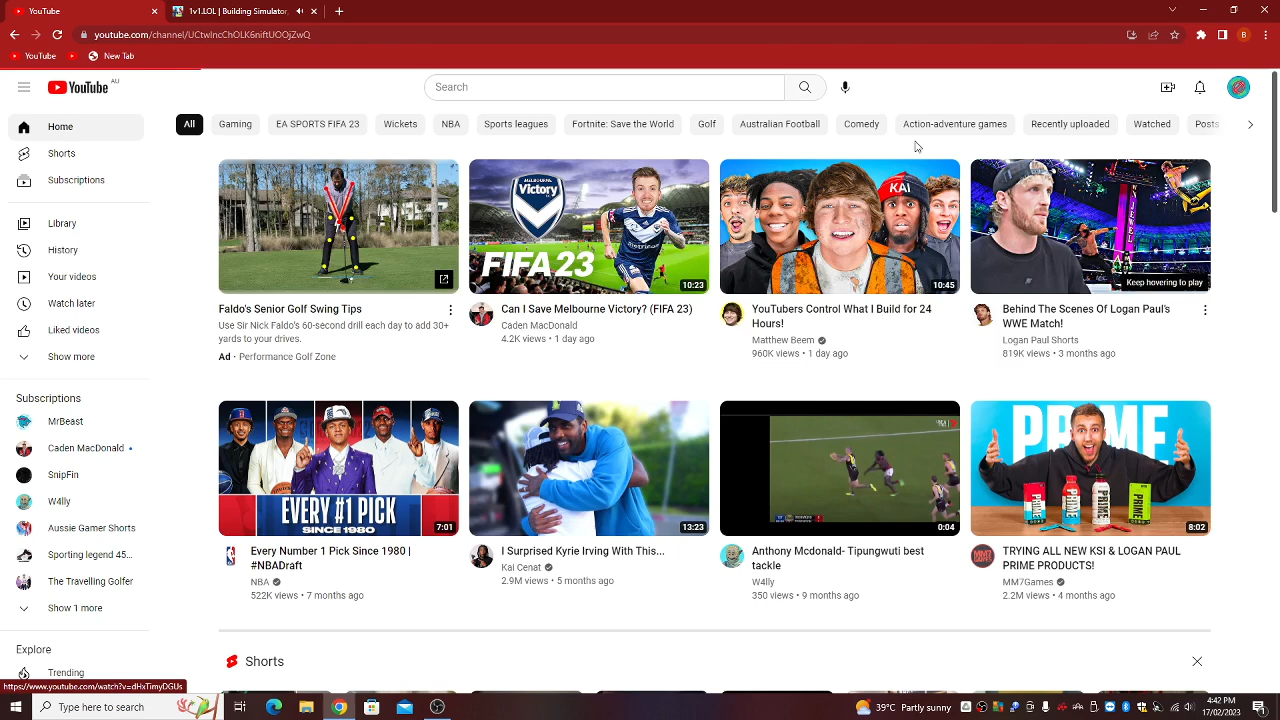 YouTube
1v1.LOL | Building Simulator,
youtube.com/channel/UCtwIncChOLK6niftUOOjZwQ
B
YouTube
New Tab
YouTube AU
Search
All
Gaming
EA SPORTS FIFA 23
Wickets
NBA
Sports leagues
Fortnite: Save the World
Golf
Australian Football
Comedy
Action-adventure games
Recently uploaded
Watched
Posts
Home
Shorts
Subscriptions
Library
History
Your videos
Watch later
Liked videos
Show more
Subscriptions
MrBeast
Caden MacDonald
SnipFin
W4lly
Aussie Gamer Shorts
Sporting legend 45...
The Travelling Golfer
Show 1 more
Explore
Trending
Faldo's Senior Golf Swing Tips
Use Sir Nick Faldo's 60-second drill each day to add 30+
yards to your drives.
Ad · Performance Golf Zone
MELBOURNE
Victory
FIFA 23
10:23
Can I Save Melbourne Victory? (FIFA 23)
Caden MacDonald
4.2K views • 1 day ago
KAI
10:45
YouTubers Control What I Build for 24
Hours!
Matthew Beem
960K views • 1 day ago
Keep hovering to play
Behind The Scenes Of Logan Paul's
WWE Match!
Logan Paul Shorts
819K views • 3 months ago
EVERY #1 PICK
SINCE 1980
7:01
Every Number 1 Pick Since 1980 |
#NBADraft
NBA
522K views • 7 months ago
13:23
I Surprised Kyrie Irving With This...
Kai Cenat
2.9M views • 5 months ago
0:04
Anthony Mcdonald- Tipungwuti best
tackle
W4lly
350 views • 9 months ago
PRIME
8:02
TRYING ALL NEW KSI & LOGAN PAUL
PRIME PRODUCTS!
MM7Games
2.2M views • 4 months ago
Shorts
https://www.youtube.com/watch?v=dHxTimyDGUs
Type here to search
39°C Partly sunny
4:42 PM
17/02/2023